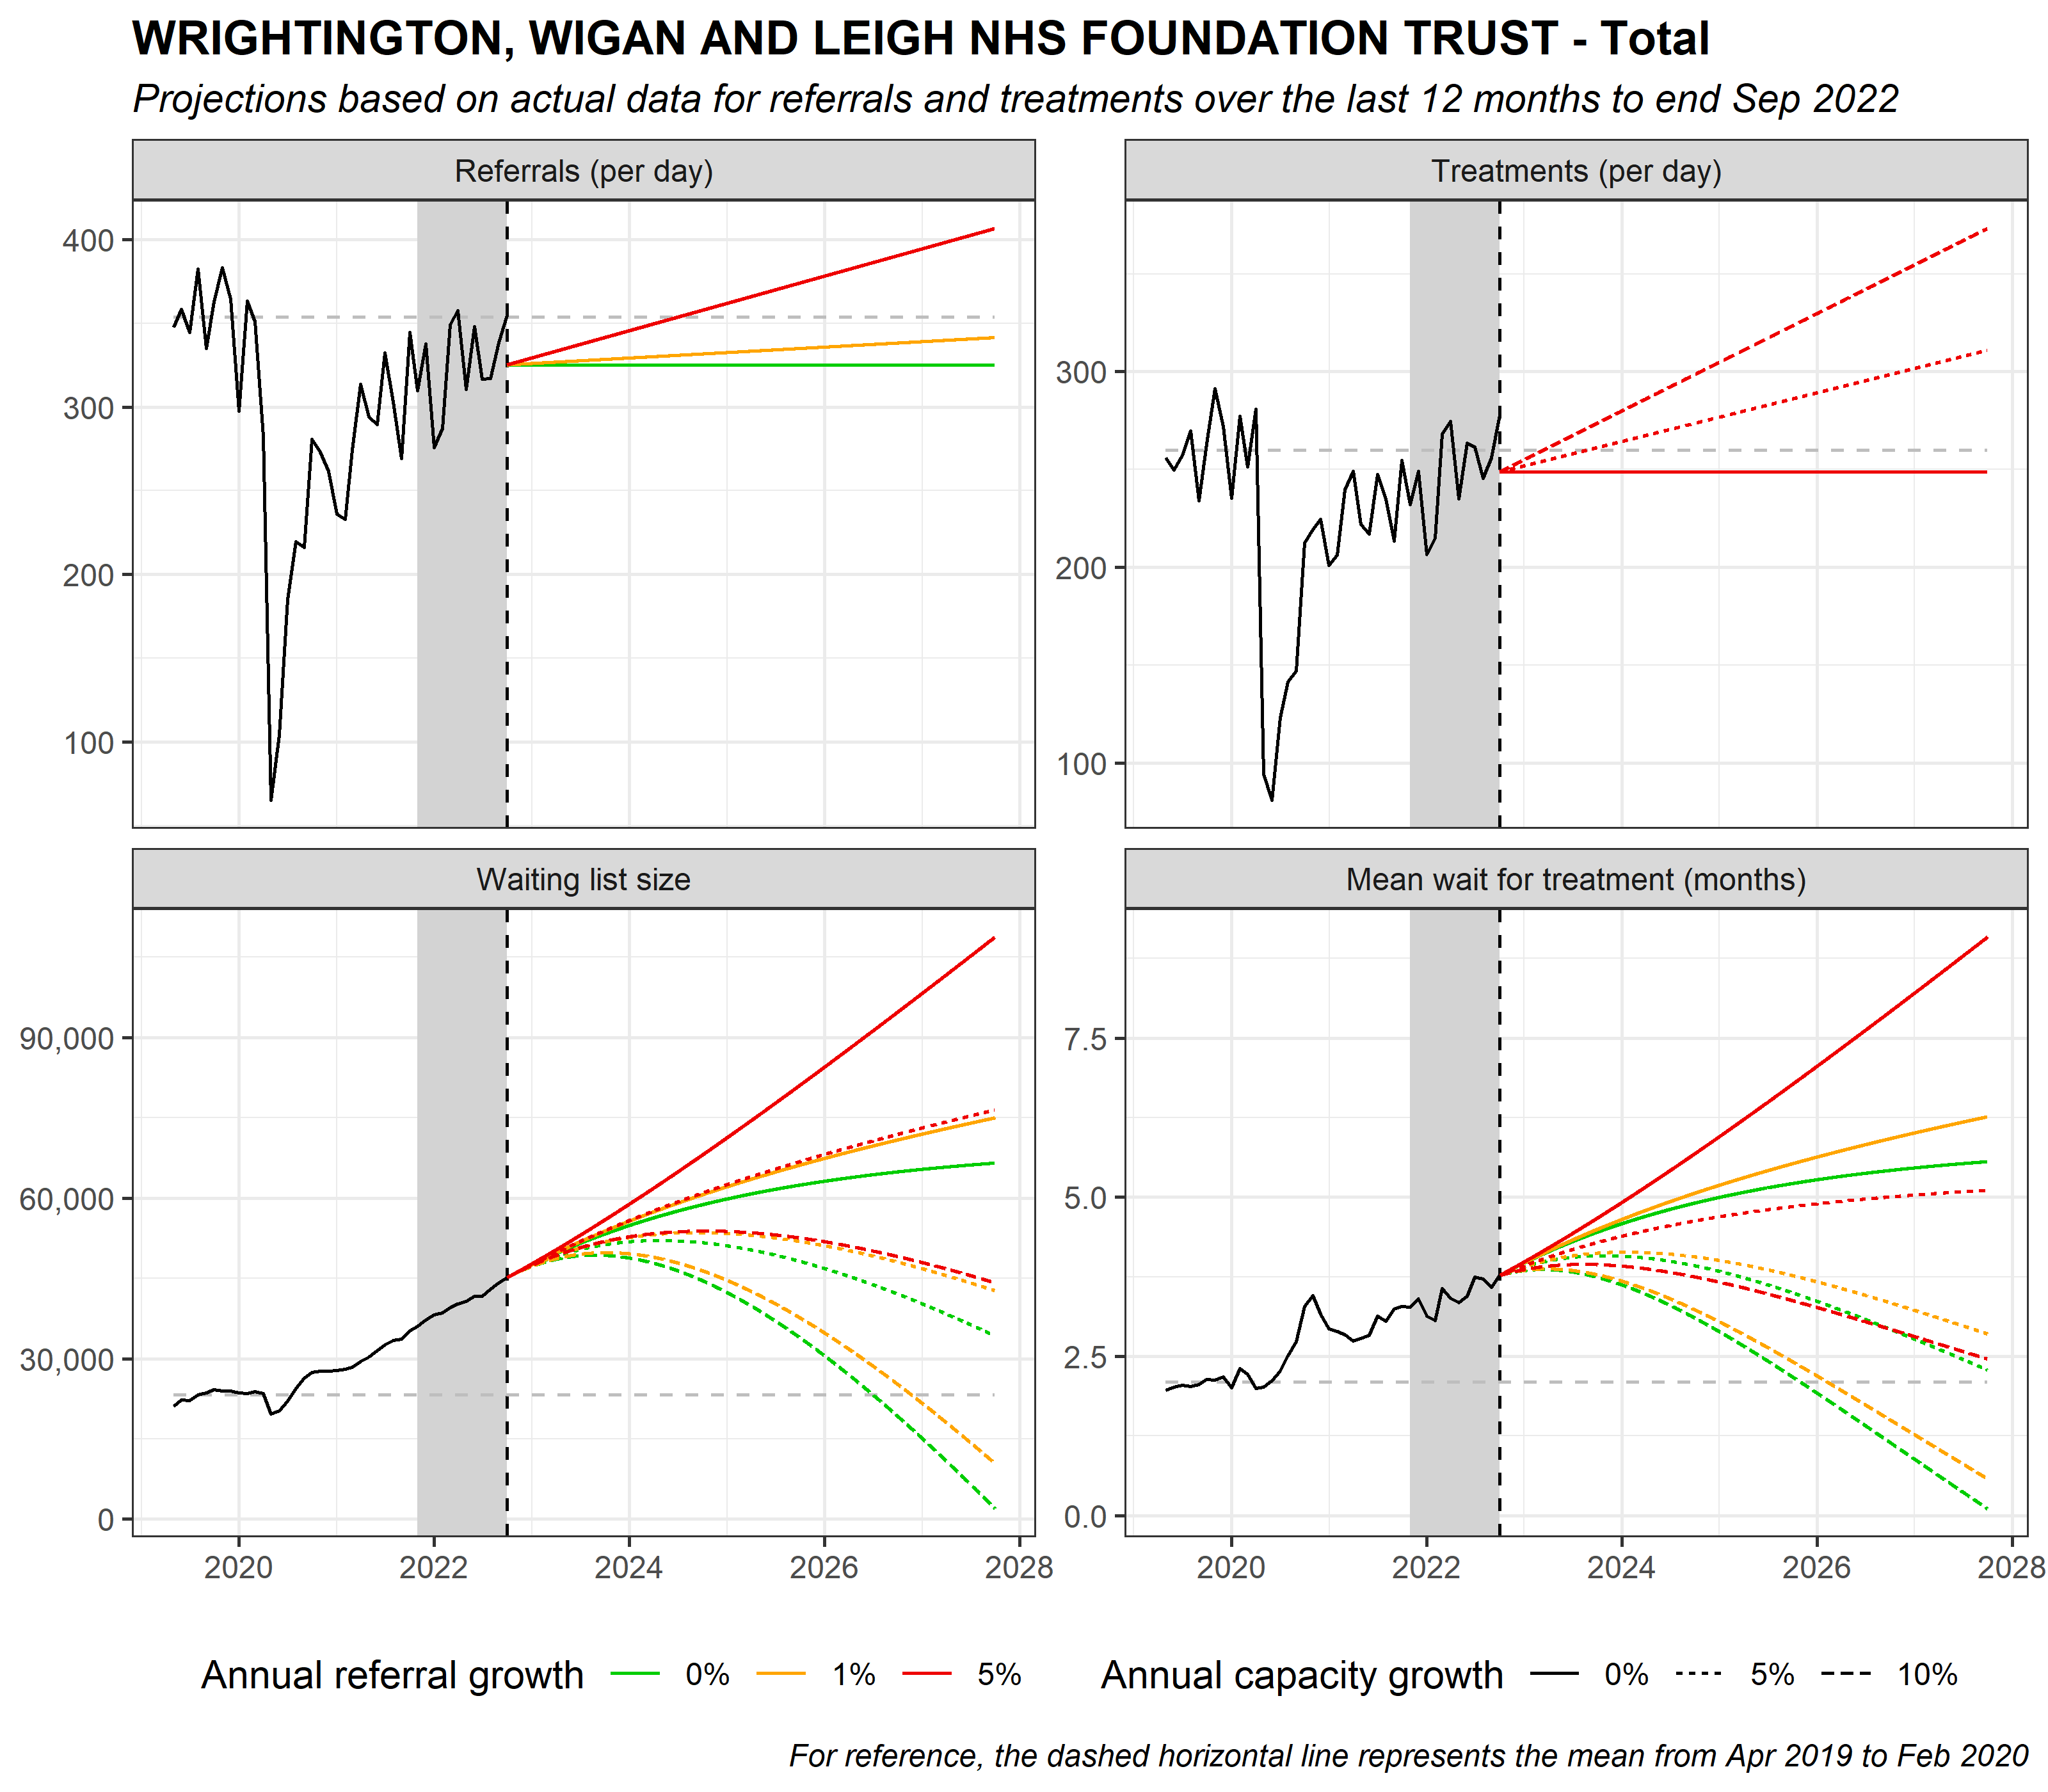 WRIGHTINGTON, WIGAN AND LEIGH NHS FOUNDATION TRUST - Total
Projections based on actual data for referrals and treatments over the last 12 months to end Sep 2022
Referrals (per day)
Treatments (per day)
400
300
200
100
300
200
100
Waiting list size
Mean wait for treatment (months)
90,000
60,000
30,000
0
7.5
5.0
2.5
0.0
2020 2022 2024 2026 2028
2020 2022 2024 2026 2028
Annual referral growth 0% 1% 5%
Annual capacity growth 0% 5% 10%
For reference, the dashed horizontal line represents the mean from Apr 2019 to Feb 2020